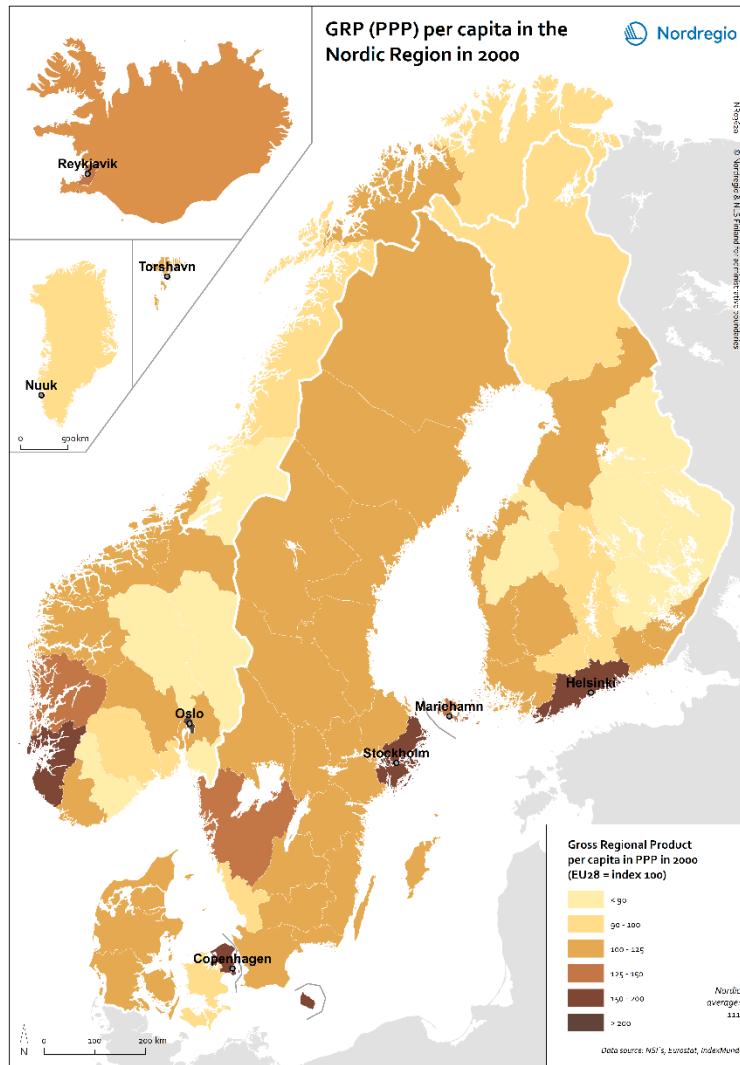 GRP (PPP) per capita in the
Nordic Region in 2000
Nordregio
© Nordregio & NLS Finland for administrative boundaries
Reykjavik
Torshavn
Nuuk
0 500 km
Oslo
Mariehamn
Helsinki
Stockholm
Copenhagen
Gross Regional Product
per capita in PPP in 2000
(EU28 = index 100)
< 90
90 - 100
100 - 125
125 - 150
150 - 200
> 200
Nordic
average:
111
N
0 100 200 km
Data source: NSI's, Eurostat, IndexMund